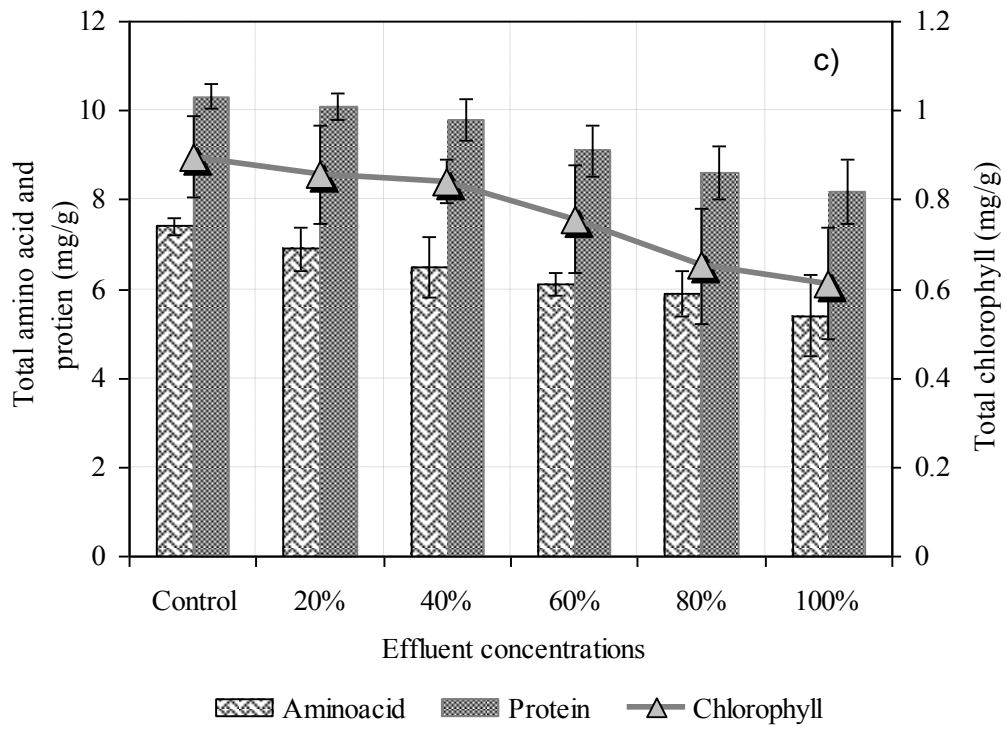 12
10
8
6
4
2
0
Total amino acid and
protien (mg/g)
c)
1.2
1
0.8
0.6
0.4
0.2
0
Total chlorophyll (mg/g)
Control 20% 40% 60% 80% 100%
Effluent concentrations
Aminoacid Protein Chlorophyll